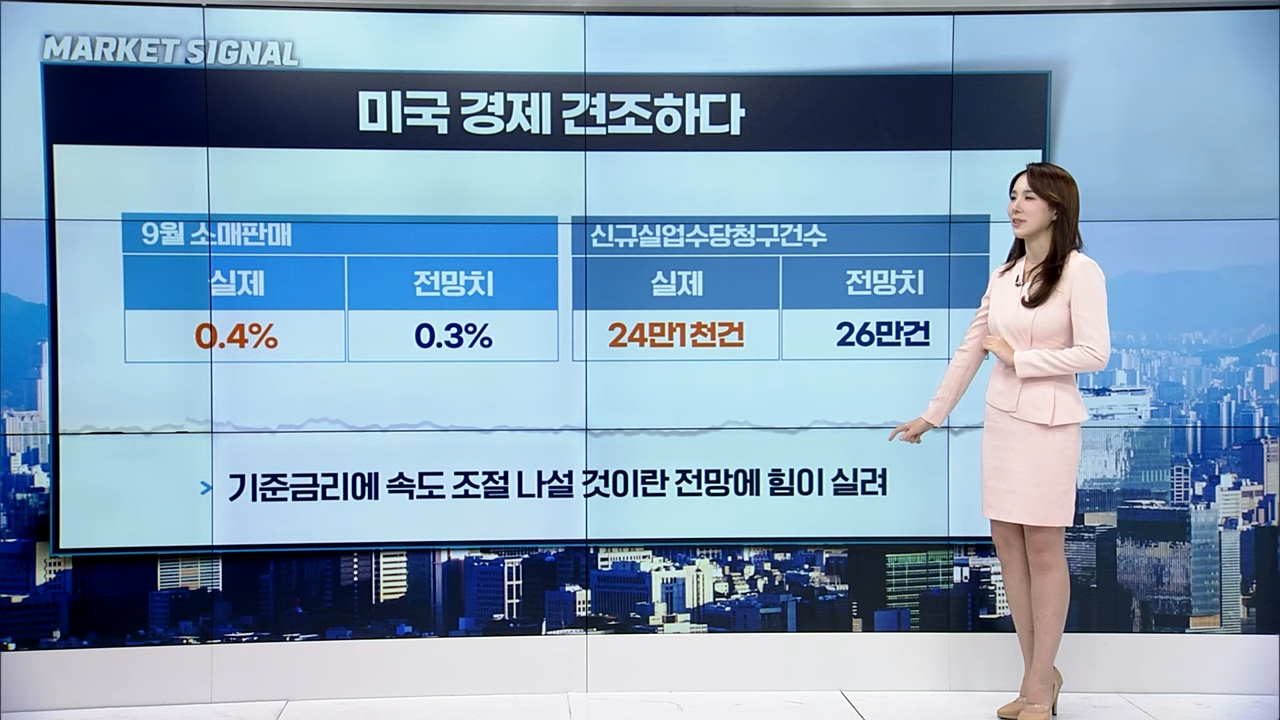 MARKET SIGNAL
미국 경제 견조하다
9월 소매판매
신규실업수당청구건수
실제
전망치
실제
전망치
0.4%
0.3%
24만1천건
26만건
> 기준금리에 속도 조절 나설 것이란 전망에 힘이 실려